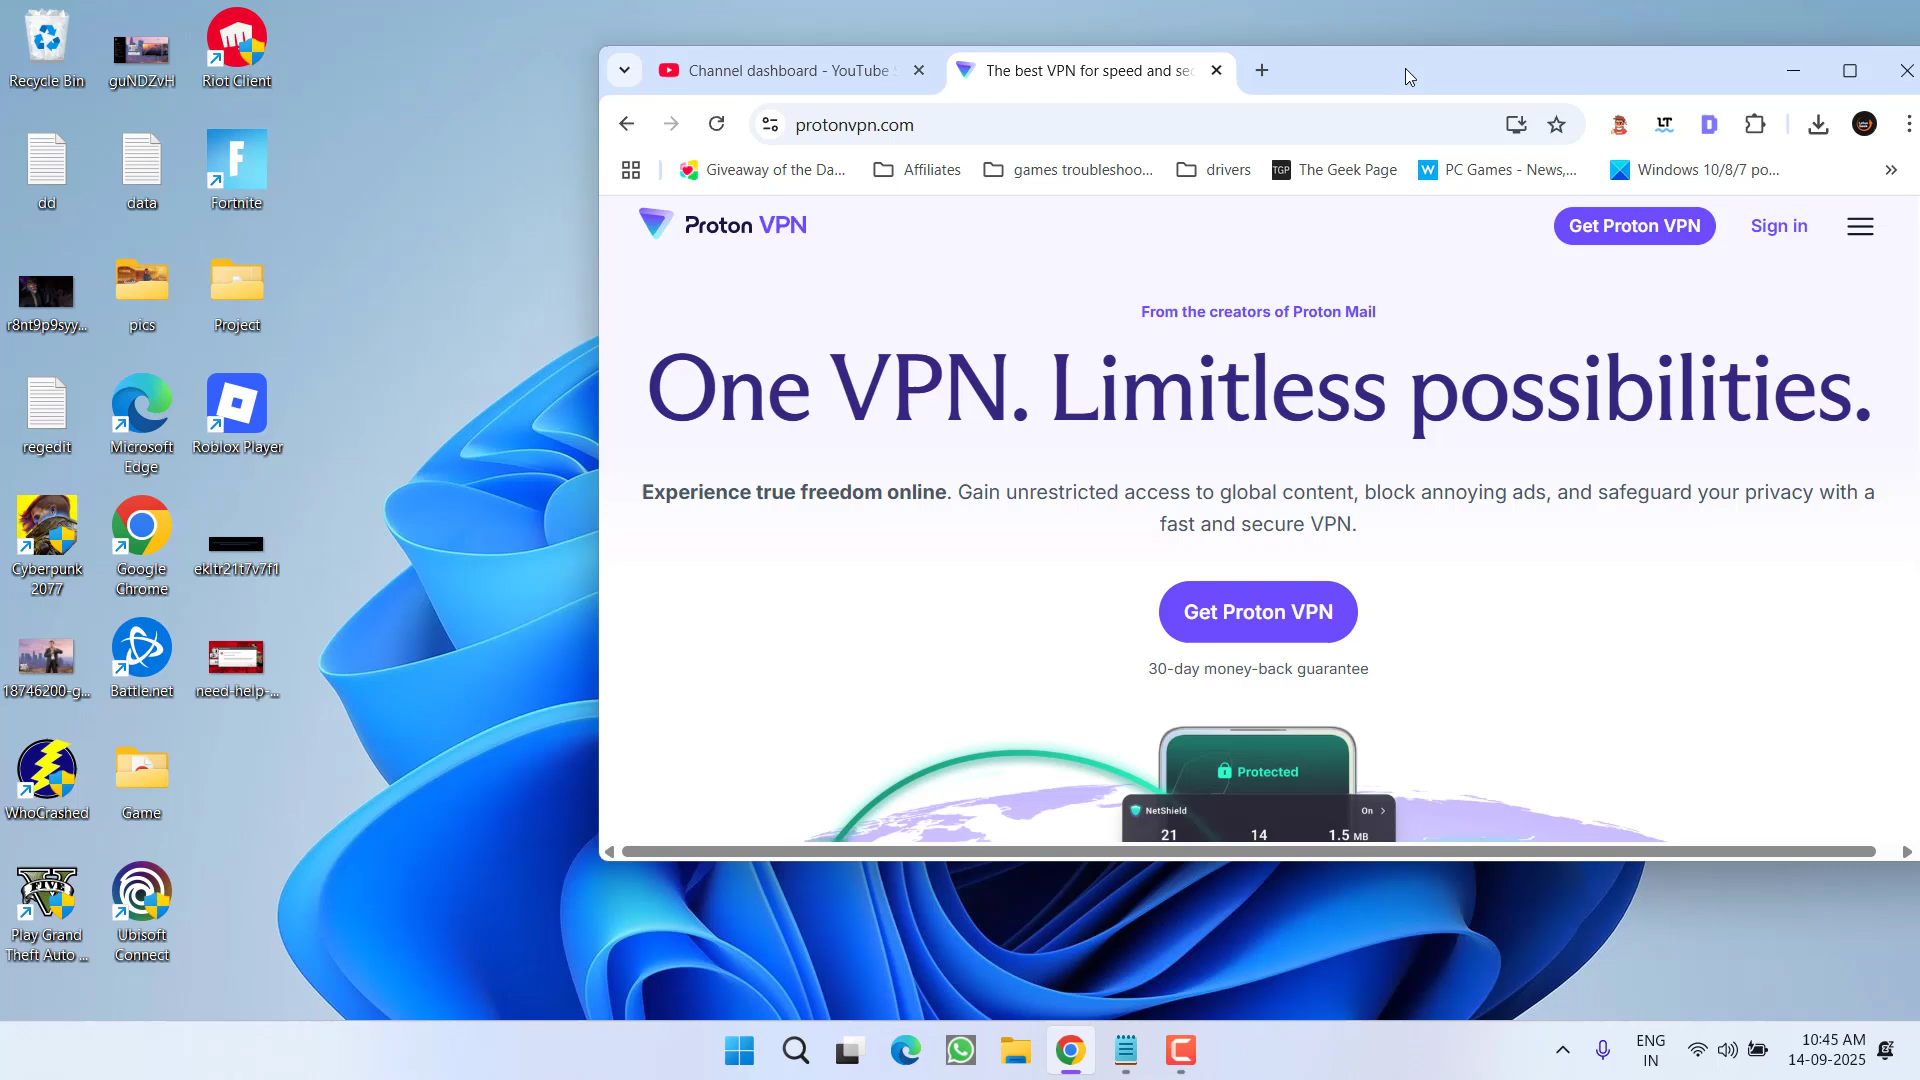 Recycle Bin
guNDZvH
Riot Client
dd
data
Fortnite
r8nt9p9syy...
pics
Project
regedit
Microsoft
Edge
Roblox Player
Cyberpunk
2077
Google
Chrome
ekltr21t7v7f1
18746200-g...
Battle.net
need-help-...
WhoCrashed
Game
Play Grand
Theft Auto ...
Ubisoft
Connect
Channel dashboard - YouTube S
The best VPN for speed and sec
protonvpn.com
Giveaway of the Da...
Affiliates
games troubleshoo...
drivers
TGP
The Geek Page
PC Games - News,...
Windows 10/8/7 po...
Proton VPN
Get Proton VPN
Sign in
From the creators of Proton Mail
One VPN. Limitless possibilities.
Experience true freedom online. Gain unrestricted access to global content, block annoying ads, and safeguard your privacy with a
fast and secure VPN.
Get Proton VPN
30-day money-back guarantee
Protected
NetShield
On
21
14
1.5 MB
ENG
IN
10:45 AM
14-09-2025